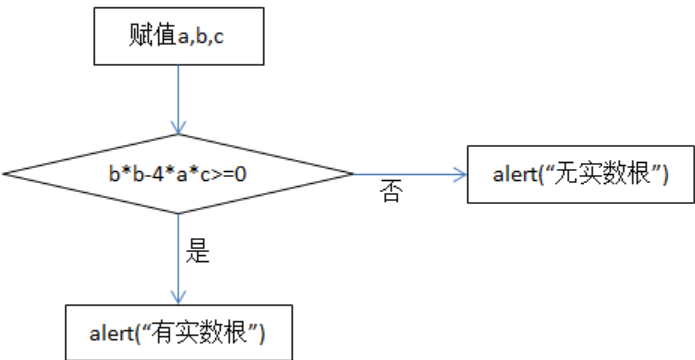 赋值a,b,c
b*b-4*a*c>=0
否
alert(“无实数根”)
是
alert(“有实数根”)